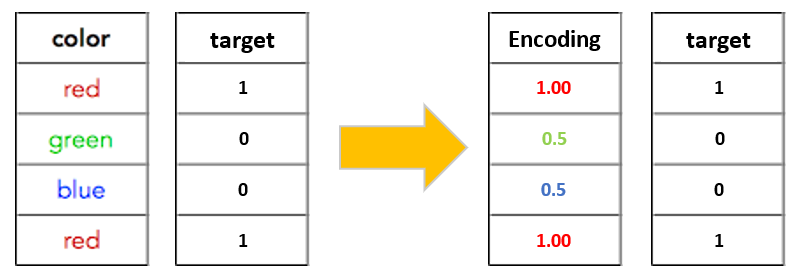 color target Encoding target
red 1 1.00 1
green 0 0.5 0
blue 0 0.5 0
red 1 1.00 1